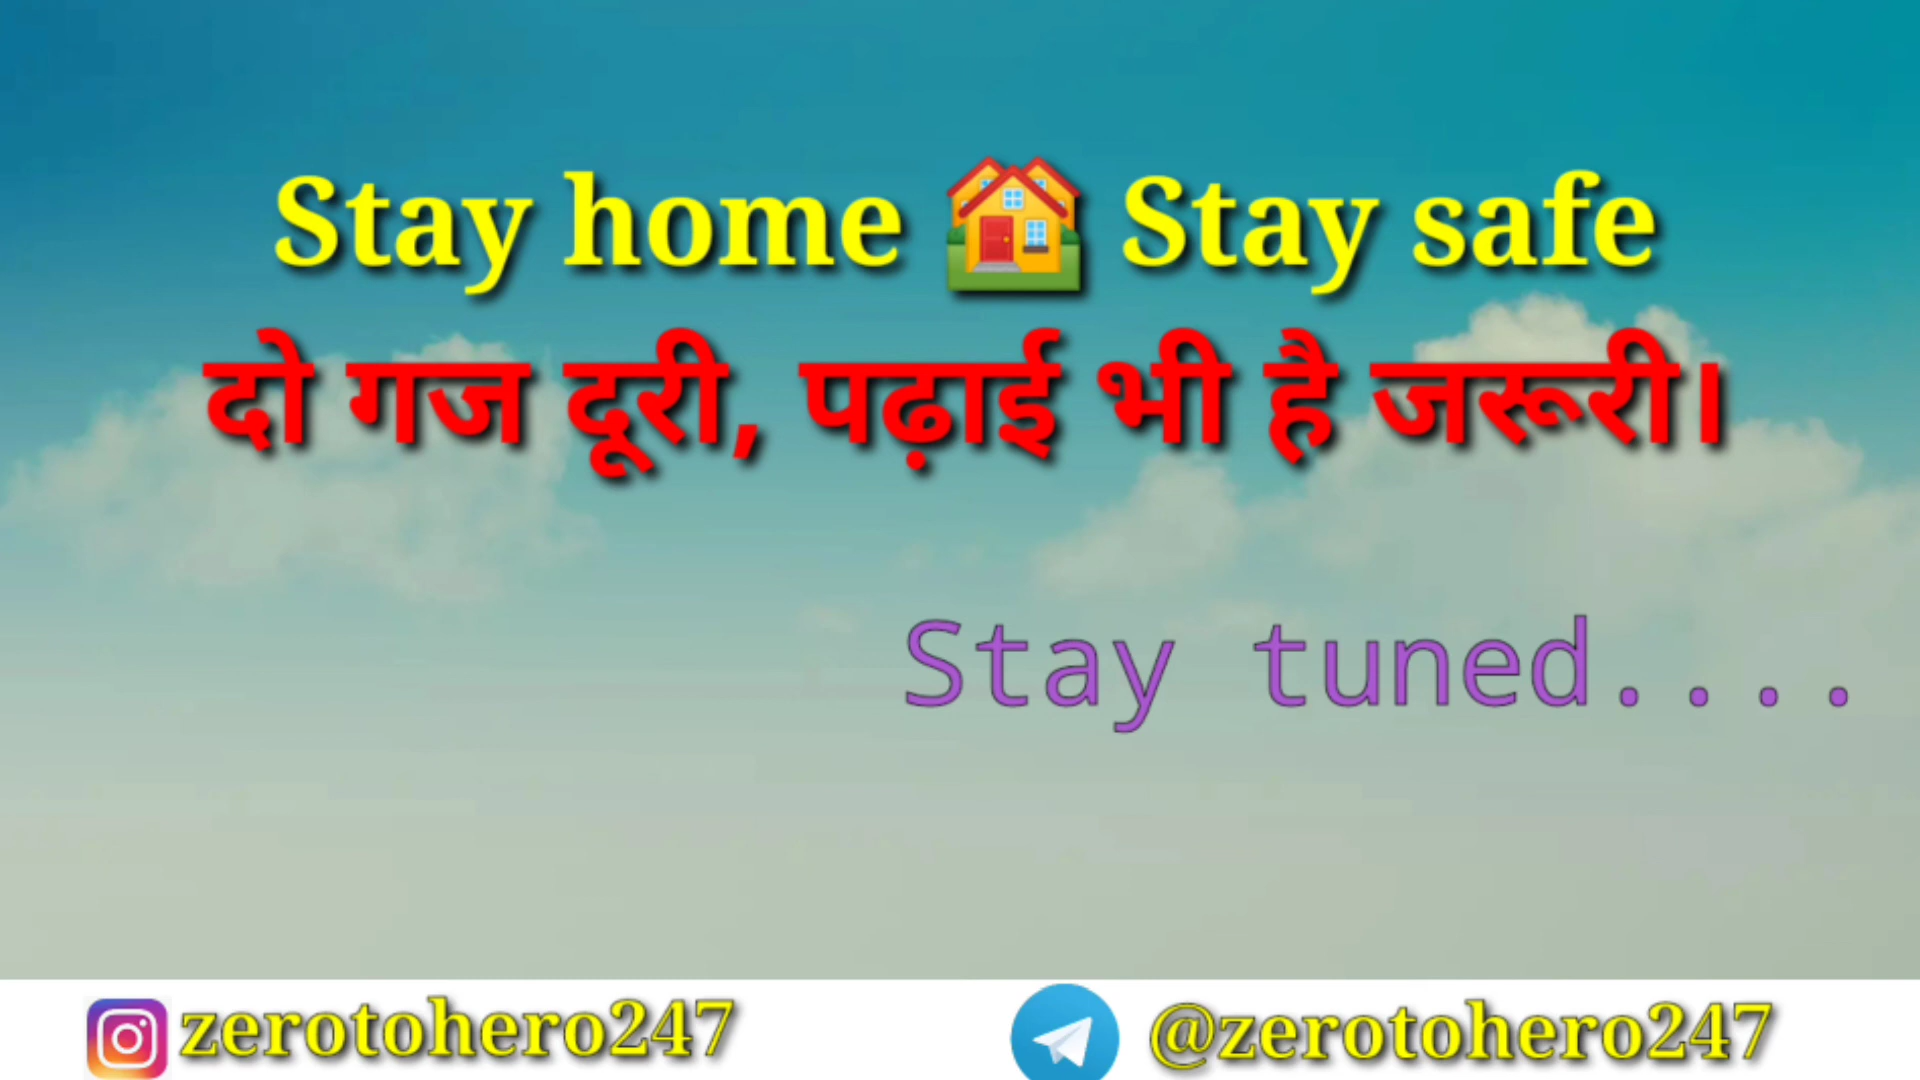 Stay home 🏡 Stay safe
दो गज दूरी, पढ़ाई भी है जरूरी।
Stay tuned....
zerotohero247
@zerotohero247